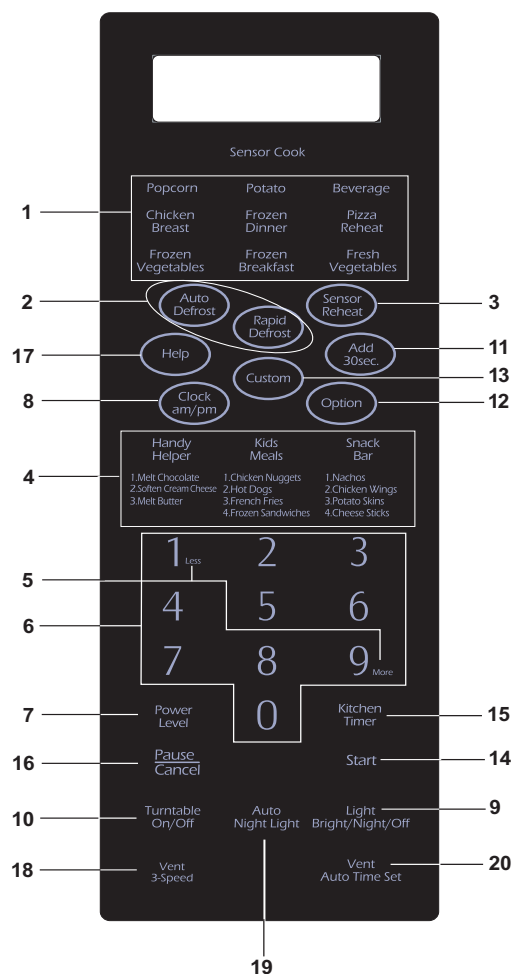 Sensor Cook
Popcorn Potato Beverage
1
Chicken Breast Frozen Dinner Pizza Reheat
Frozen Vegetables Frozen Breakfast Fresh Vegetables
2
Auto Defrost
Rapid Defrost
Sensor Reheat
3
17
Help
Add 30sec.
11
Custom
13
8
Clock am/pm
Option
12
Handy Helper
Kids Meals
Snack Bar
4
1.Melt Chocolate
2.Soften Cream Cheese
3.Melt Butter
1.Chicken Nuggets
2.Hot Dogs
3.French Fries
4.Frozen Sandwiches
1.Nachos
2.Chicken Wings
3.Potato Skins
4.Cheese Sticks
1 Less 2 3
5
4 5 6
6
7 8 9 More
0
7
Power Level
Kitchen Timer
15
16
Pause
Cancel
Start
14
10
Turntable On/Off
Auto Night Light
Light Bright/Night/Off
9
18
Vent 3-Speed
Vent Auto Time Set
20
19